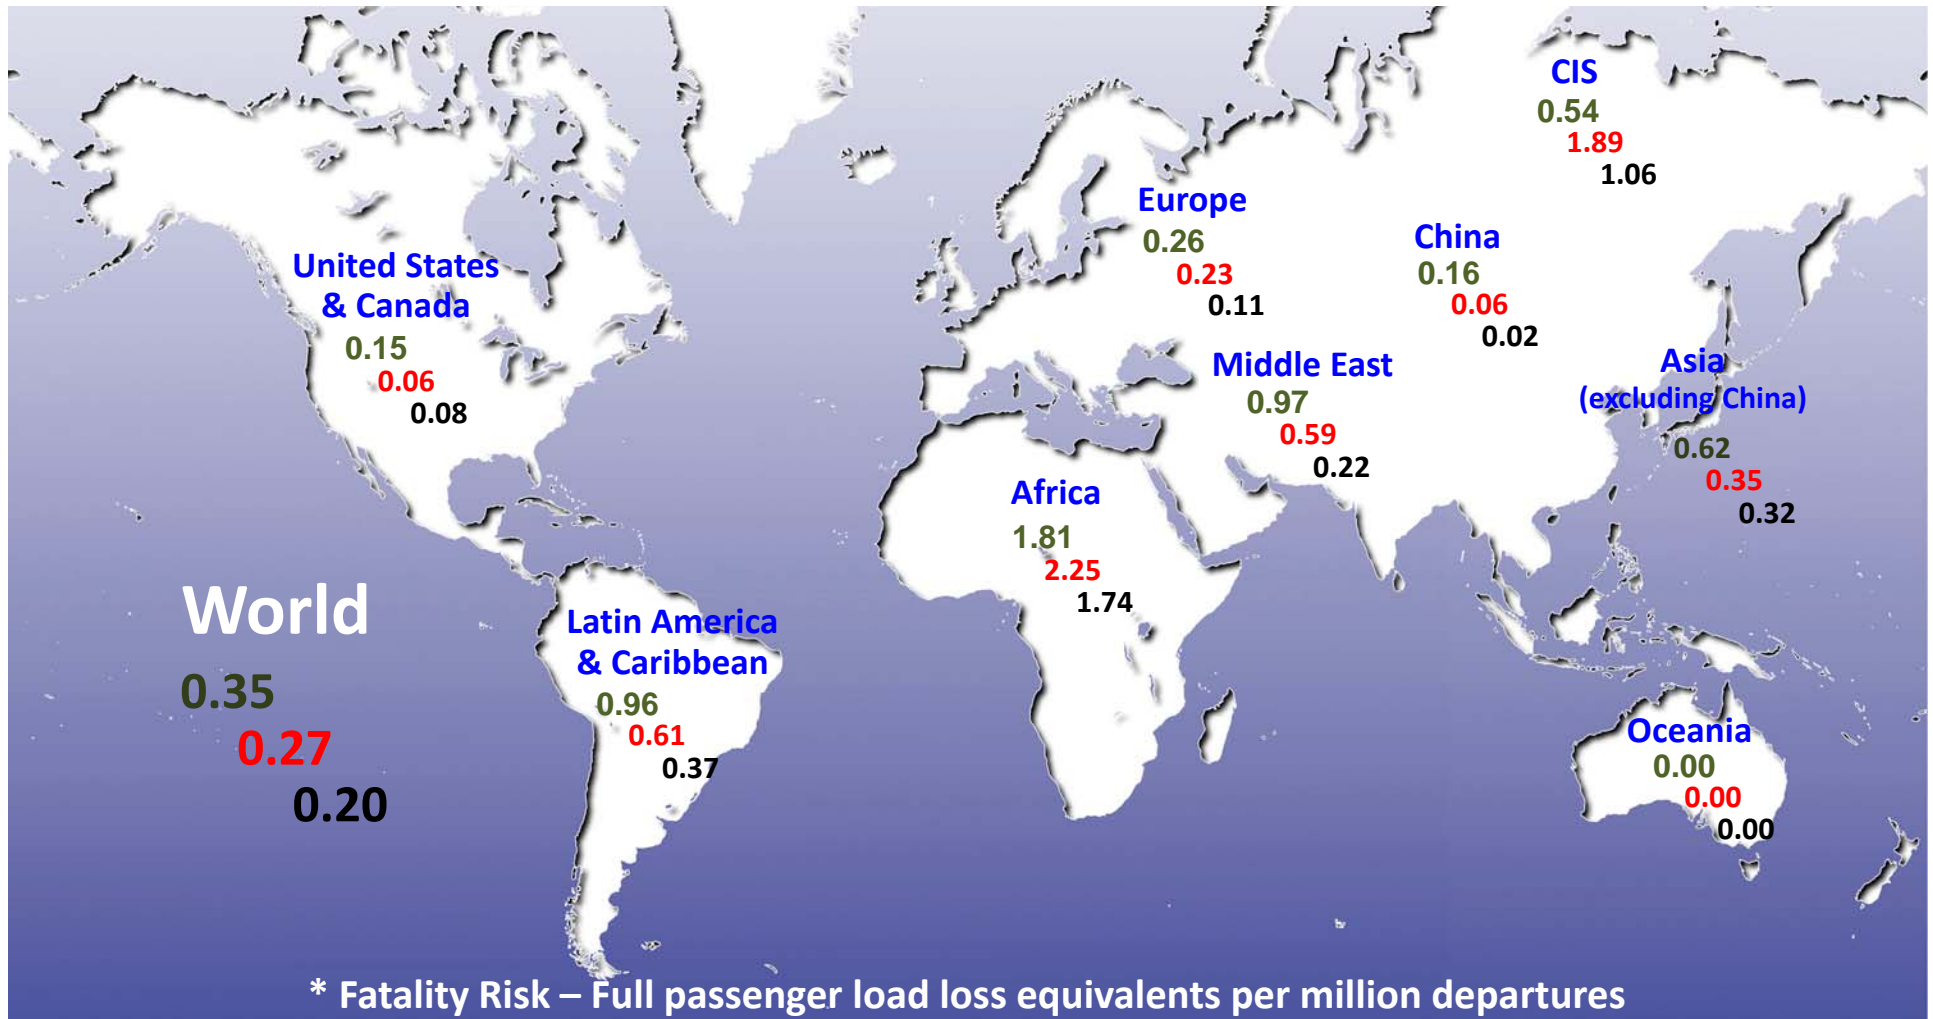 CIS
0.54
1.89
1.06
Europe
0.26
0.23
0.11
China
0.16
0.06
0.02
United States
& Canada
0.15
0.06
0.08
Middle East
0.97
0.59
0.22
Asia
(excluding China)
0.62
0.35
0.32
Africa
1.81
2.25
1.74
World
0.35
0.27
0.20
Latin America
& Caribbean
0.96
0.61
0.37
Oceania
0.00
0.00
0.00
* Fatality Risk – Full passenger load loss equivalents per million departures